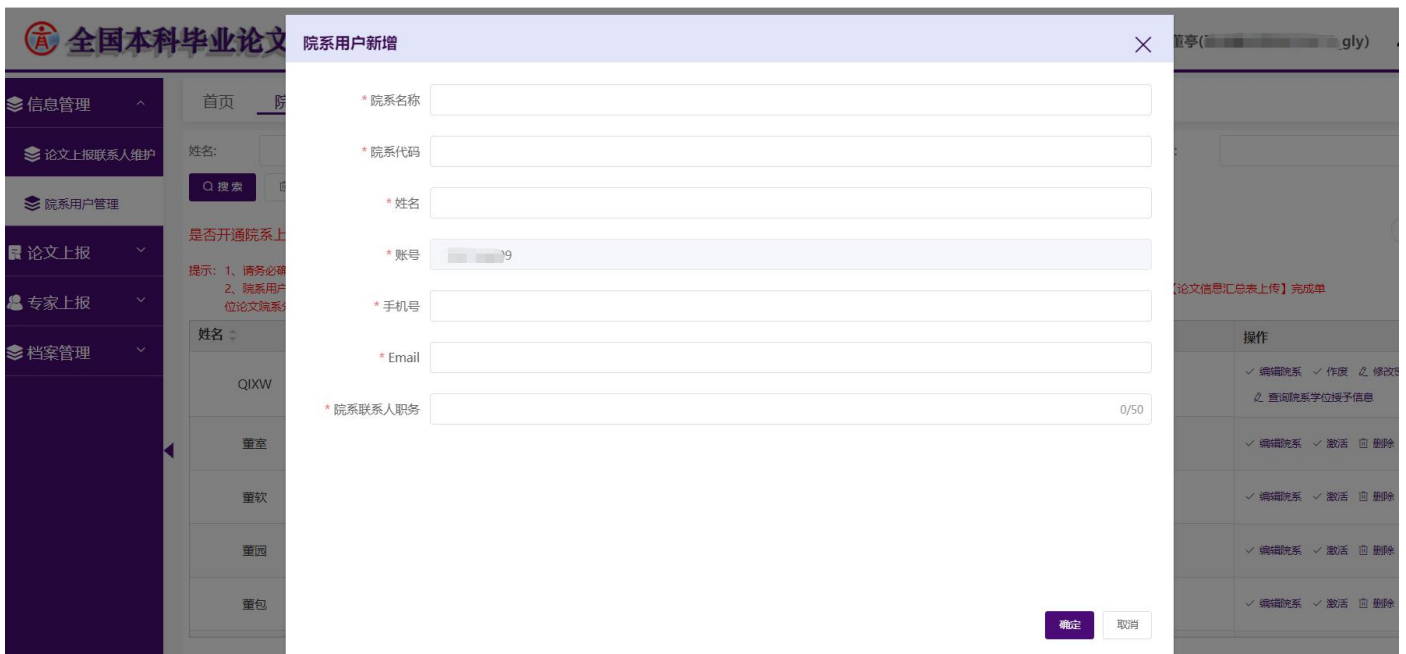 全国本科毕业论文
院系用户新增
董亭(
_gly)
信息管理
论文上报联系人维护
院系用户管理
论文上报
专家上报
档案管理
首页
姓名:
搜索
是否开通院系上
提示: 1、请务必确
2、院系用户
位论文院系分
【论文信息汇总表上传】完成单
* 院系名称
* 院系代码
* 姓名
* 账号
* 手机号
* Email
* 院系联系人职务
0/50
姓名
操作
QIXW
编辑院系 作废 修改
查询院系学位授予信息
董室
编辑院系 激活 删除
董软
编辑院系 激活 删除
董园
编辑院系 激活 删除
董包
编辑院系 激活 删除
确定
取消